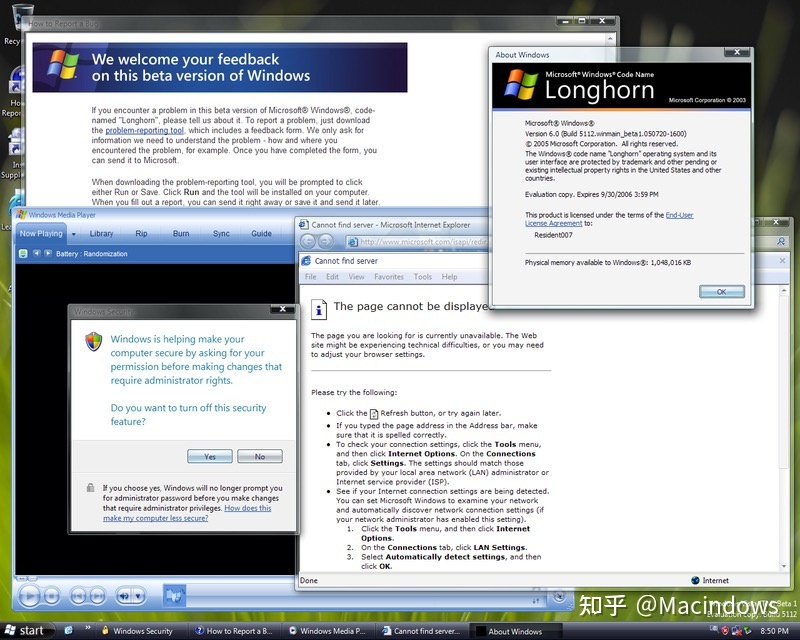 How to Report a Bug
We welcome your feedback
on this beta version of Windows
If you encounter a problem in this beta version of Microsoft® Windows®, code-
named "Longhorn", please tell us about it. To report a problem, just download
the problem-reporting tool, which includes a feedback form. We only ask for
information we need to understand the problem - how and where you
encountered the problem, for example. Once you have completed the form, you
can send it to Microsoft.
When downloading the problem-reporting tool, you will be prompted to click
either Run or Save. Click Run and the tool will be installed on your computer.
When you fill out a report, you can send it right away or save it and send it later.
About Windows
Microsoft® Windows® Code Name
Longhorn
Microsoft Corporation © 2003
Microsoft® Windows®
Version 6.0 (Build 5112.winmain_beta1.050720-1600)
© 2005 Microsoft Corporation. All rights reserved.
The Windows® code name "Longhorn" operating system and its
user interface are protected by trademark and other pending or
existing intellectual property rights in the United States and other
countries.
Evaluation copy. Expires 9/30/2006 3:59 PM
This product is licensed under the terms of the End-User
License Agreement to:
Resident007
Physical memory available to Windows®: 1,048,016 KB
OK
Windows Media Player
Now Playing Library Rip Burn Sync Guide
Battery : Randomization
Cannot find server - Microsoft Internet Explorer
http://www.microsoft.com/isapi/redir.
Cannot find server
File Edit View Favorites Tools Help
The page cannot be displayed
The page you are looking for is currently unavailable. The Web
site might be experiencing technical difficulties, or you may need
to adjust your browser settings.
Please try the following:
Click the Refresh button, or try again later.
If you typed the page address in the Address bar, make
sure that it is spelled correctly.
To check your connection settings, click the Tools menu,
and then click Internet Options. On the Connections
tab, click Settings. The settings should match those
provided by your local area network (LAN) administrator or
Internet service provider (ISP).
See if your Internet connection settings are being detected.
You can set Microsoft Windows to examine your network
and automatically discover network connection settings (if
your network administrator has enabled this setting).
1. Click the Tools menu, and then click Internet
Options.
2. On the Connections tab, click LAN Settings.
3. Select Automatically detect settings, and then
click OK.
Done
Internet
Windows Security
Windows is helping make your
computer secure by asking for your
permission before making changes that
require administrator rights.
Do you want to turn off this security
feature?
Yes No
If you choose yes, Windows will no longer prompt you
for administrator password before you make changes
that require administrator privileges. How does this
make my computer less secure?
知乎 @Macindows
start
Windows Security
How to Report a B...
Windows Media P...
Cannot find server...
About Windows
8:50 PM